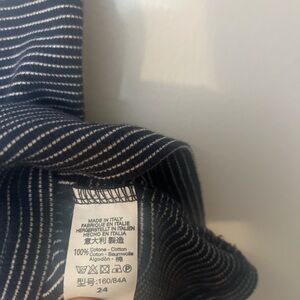 MADE IN ITALY
FABRIQUÉ EN ITALIE
HERGESTELLT IN ITALIEN
HECHO EN ITALIA
意大利 製造
100% Cotone - Cotton
Coton - Baumwolle
Algodón - 棉
型号:160/84A
24